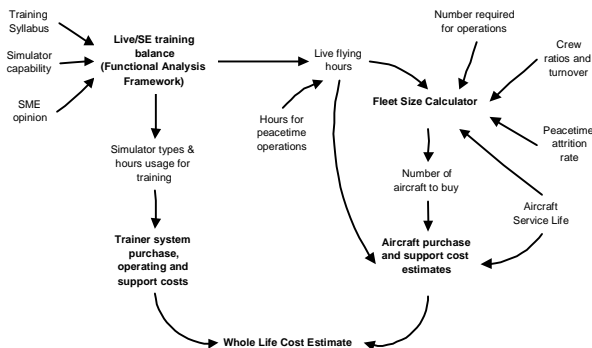 Training
Syllabus
Simulator
capability
SME
opinion
Live/SE training
balance
(Functional Analysis
Framework)
Live flying
hours
Number required
for operations
Crew
ratios and
turnover
Fleet Size Calculator
Hours for
peacetime
operations
Peacetime
attrition
rate
Simulator types &
hours usage for
training
Number of
aircraft to buy
Aircraft
Service Life
Trainer system
purchase,
operating and
support costs
Aircraft purchase
and support cost
estimates
Whole Life Cost Estimate